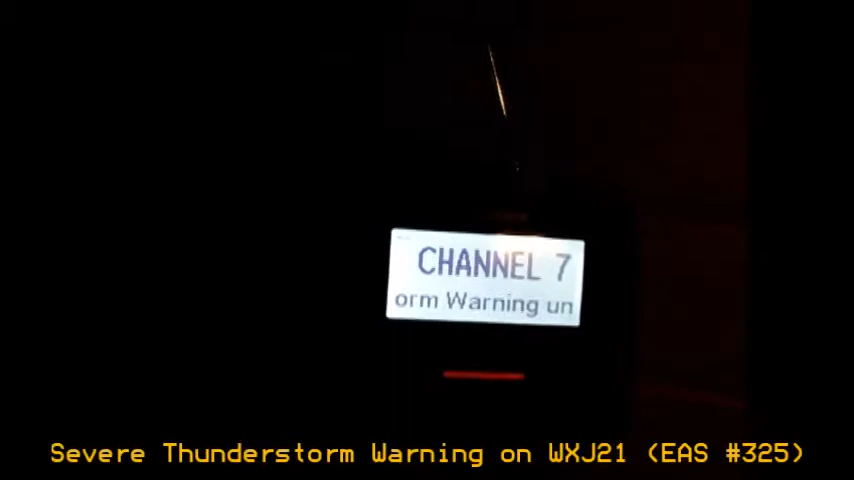 CHANNEL 7
orm Warning un
Severe Thunderstorm Warning on WXJ21 (EAS #325)